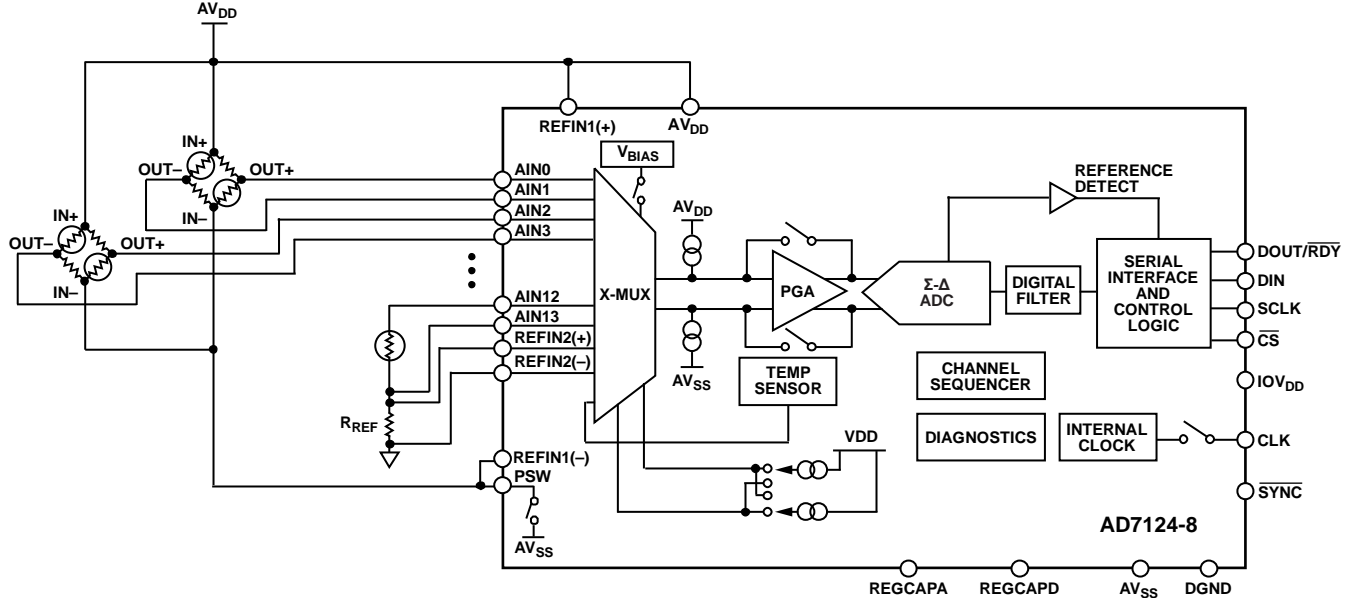 AVDD
REFIN1(+)
AVDD
IN+
OUT–
OUT+
IN–
IN+
OUT–
OUT+
IN–
AIN0
AIN1
AIN2
AIN3
AIN12
AIN13
REFIN2(+)
REFIN2(–)
RREF
REFIN1(–)
PSW
AVSS
VBIAS
X-MUX
AVDD
AVSS
PGA
TEMP
SENSOR
VDD
Σ-Δ
ADC
DIGITAL
FILTER
REFERENCE
DETECT
SERIAL
INTERFACE
AND
CONTROL
LOGIC
CHANNEL
SEQUENCER
DIAGNOSTICS
INTERNAL
CLOCK
DOUT/RDY
DIN
SCLK
CS
IOVDD
CLK
SYNC
AD7124-8
REGCAPA
REGCAPD
AVSS
DGND